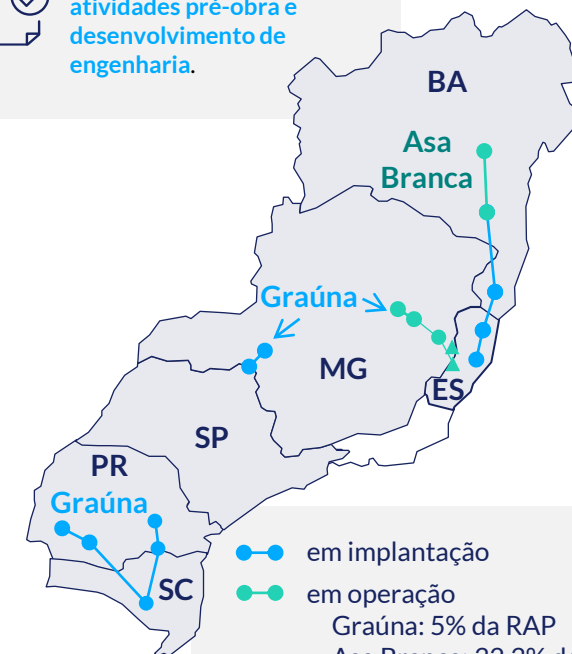 atividades pré-obra e
desenvolvimento de
engenharia.
BA
Asa
Branca
Graúna
MG
ES
SP
PR
Graúna
SC
em implantação
em operação
Graúna: 5% da RAP